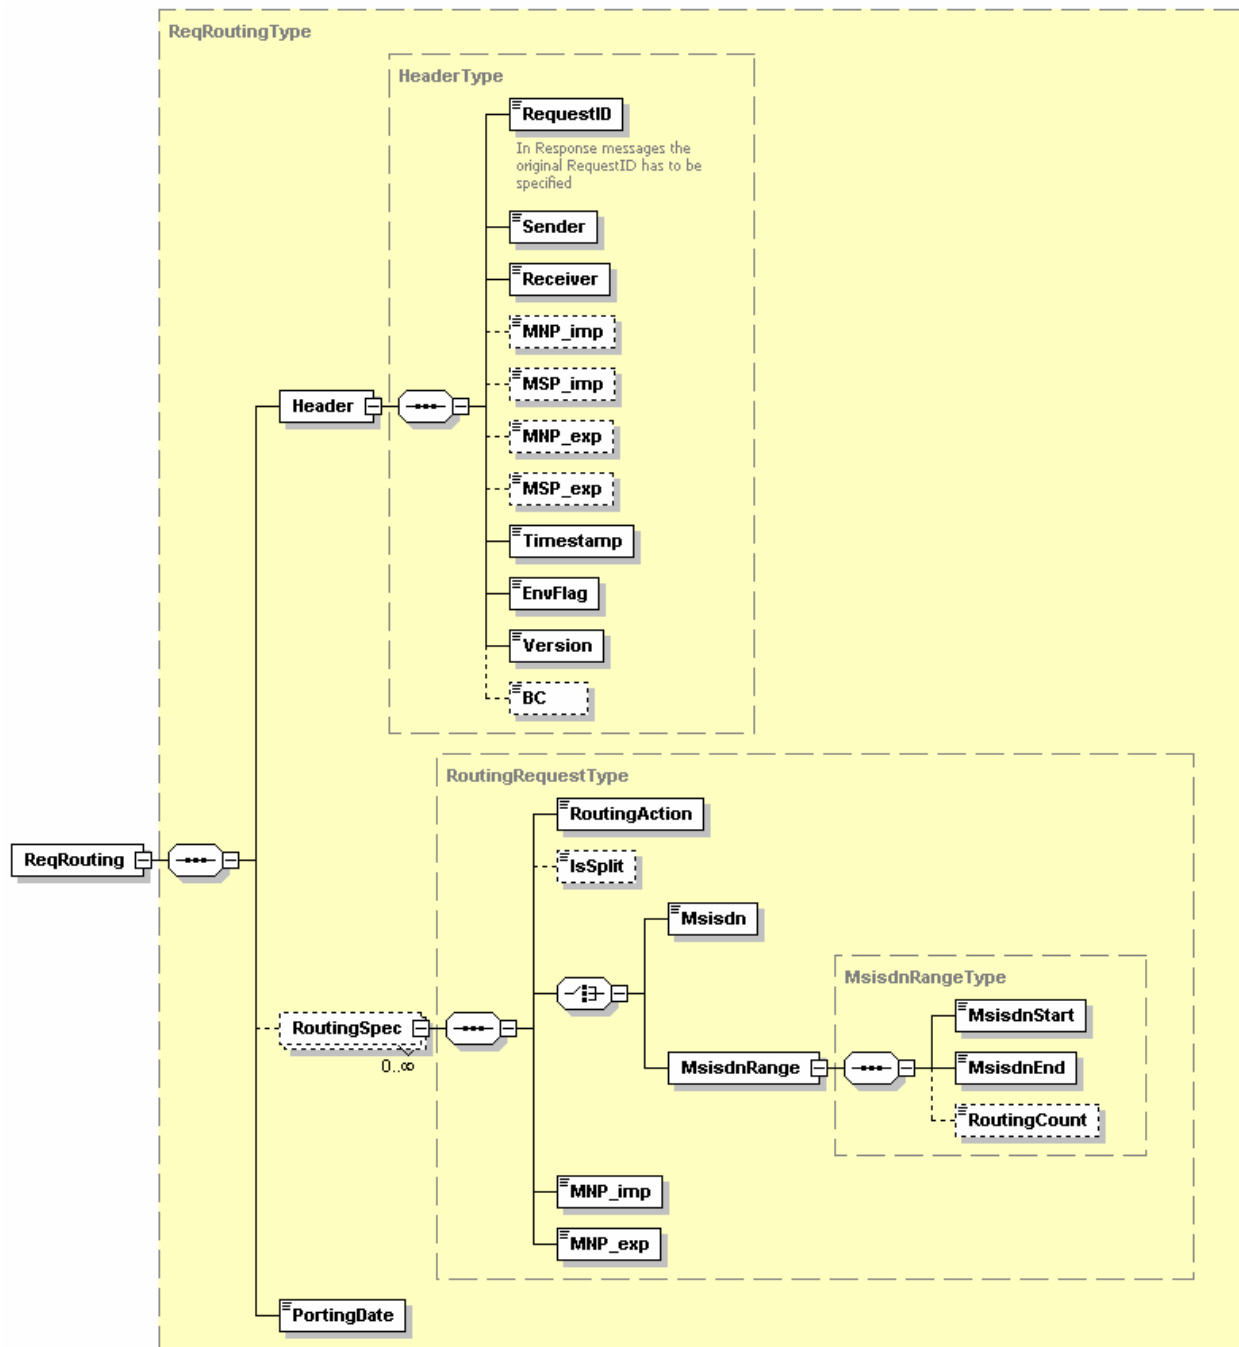 ReqRoutingType
HeaderType
RequestID
In Response messages the
original RequestID has to be
specified
Sender
Receiver
MNP_imp
MSP_imp
Header
MNP_exp
MSP_exp
Timestamp
EnvFlag
Version
BC
RoutingRequestType
RoutingAction
ReqRouting
IsSplit
Msisdn
MsisdnRangeType
MsisdnStart
RoutingSpec
0..∞
MsisdnRange
MsisdnEnd
RoutingCount
MNP_imp
MNP_exp
PortingDate